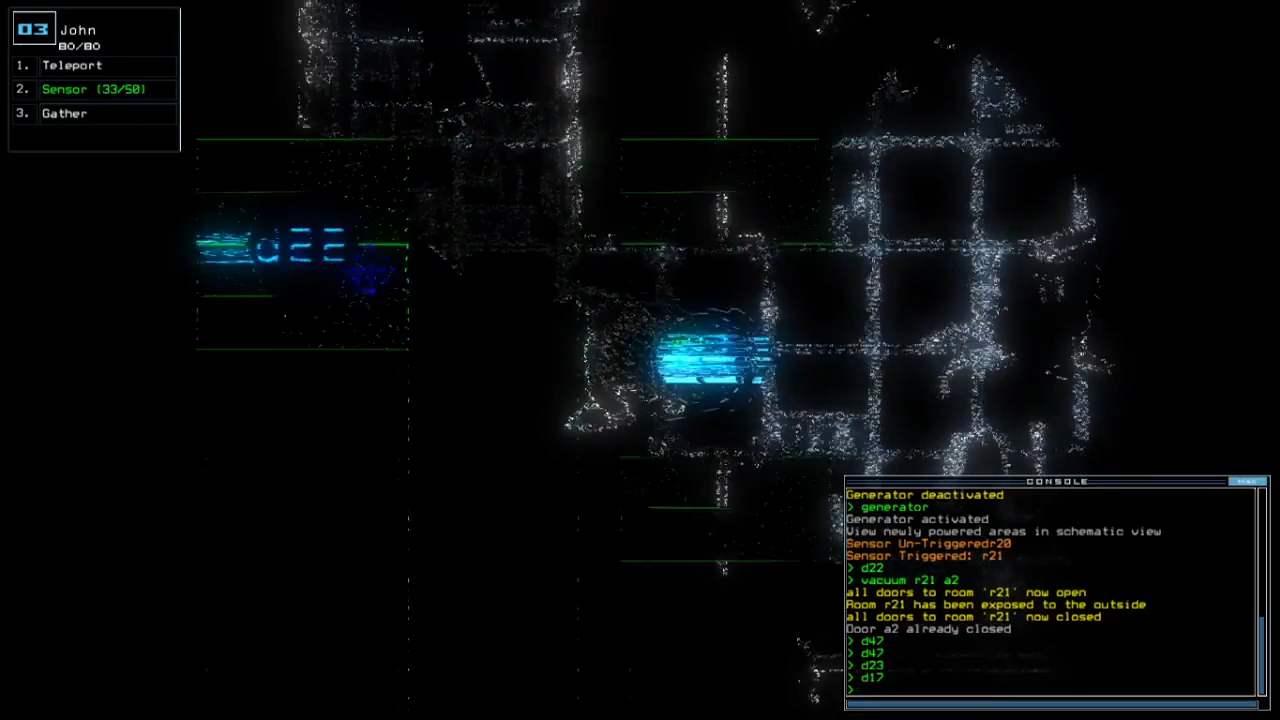 03 John
80/80
1. Teleport
2. Sensor (33/50)
3. Gather
a22
CONSOLE
Generator deactivated
> generator
Generator activated
View newly powered areas in schematic view
Sensor Un-Triggeredr20
Sensor Triggered: r21
> d22
> vacuum r21 a2
all doors to room 'r21' now open
Room r21 has been exposed to the outside
all doors to room 'r21' now closed
Door a2 already closed
> d47
> d47
> d23
> d17
>